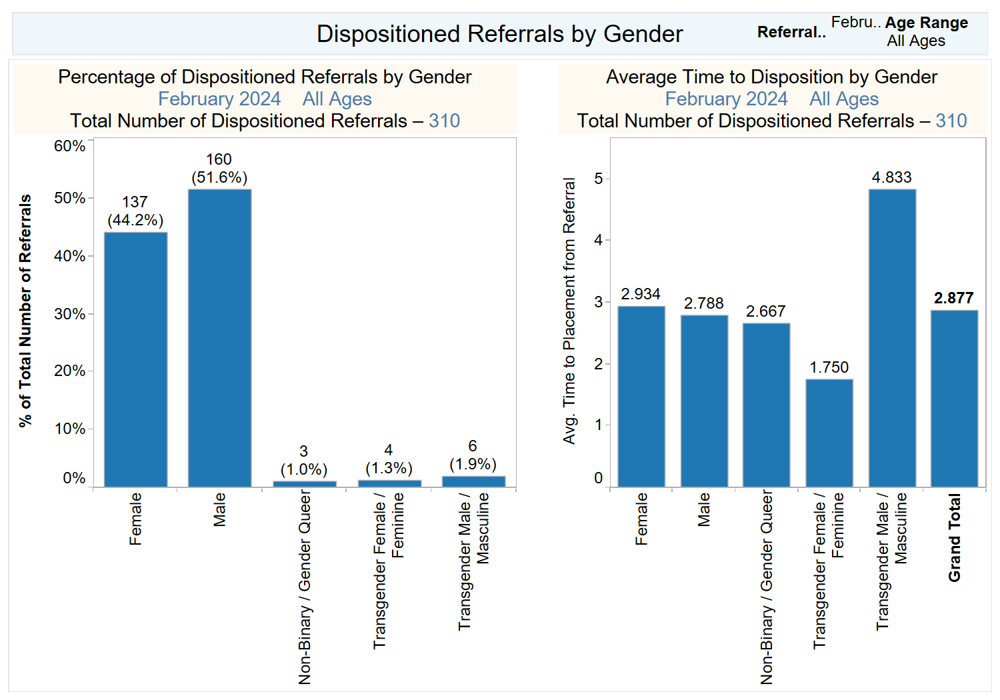 Dispositioned Referrals by Gender
Referral..
Febru..
Age Range
All Ages
Percentage of Dispositioned Referrals by Gender
February 2024 All Ages
Total Number of Dispositioned Referrals – 310
% of Total Number of Referrals
60%
50%
40%
30%
20%
10%
0%
137
(44.2%)
160
(51.6%)
3
(1.0%)
4
(1.3%)
6
(1.9%)
Female
Male
Non-Binary / Gender Queer
Transgender Female /
Feminine
Transgender Male /
Masculine
Average Time to Disposition by Gender
February 2024 All Ages
Total Number of Dispositioned Referrals – 310
Avg. Time to Placement from Referral
5
4
3
2
1
0
2.934
2.788
2.667
1.750
4.833
2.877
Female
Male
Non-Binary / Gender Queer
Transgender Female /
Feminine
Transgender Male /
Masculine
Grand Total